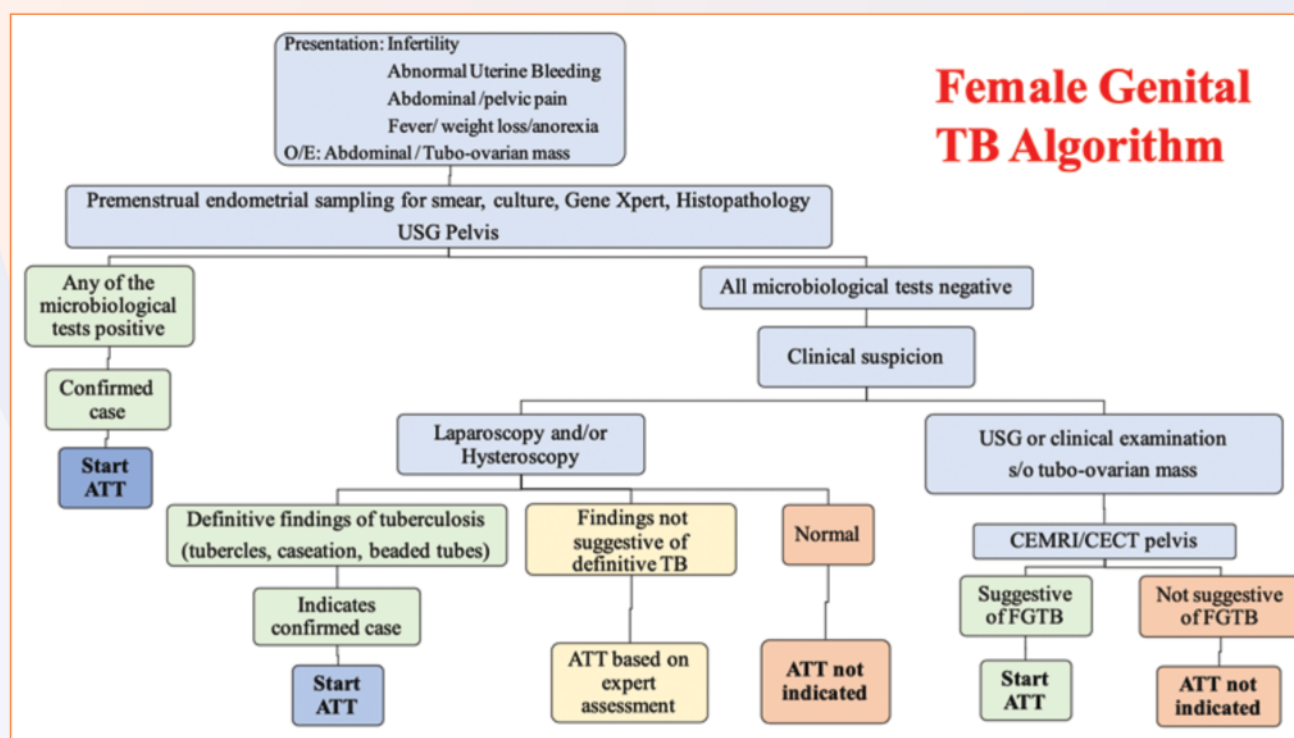 Presentation: Infertility
Abnormal Uterine Bleeding
Abdominal /pelvic pain
Fever/ weight loss/anorexia
O/E: Abdominal / Tubo-ovarian mass
Female Genital
TB Algorithm
Premenstrual endometrial sampling for smear, culture, Gene Xpert, Histopathology
USG Pelvis
Any of the
microbiological
tests positive
All microbiological tests negative
Confirmed
case
Clinical suspicion
Start
ATT
Laparoscopy and/or
Hysteroscopy
USG or clinical examination
s/o tubo-ovarian mass
Definitive findings of tuberculosis
(tubercles, caseation, beaded tubes)
Findings not
suggestive of
definitive TB
Normal
CEMRI/CECT pelvis
Indicates
confirmed case
Suggestive
of FGTB
Not suggestive
of FGTB
Start
ATT
ATT based on
expert
assessment
ATT not
indicated
Start
ATT
ATT not
indicated